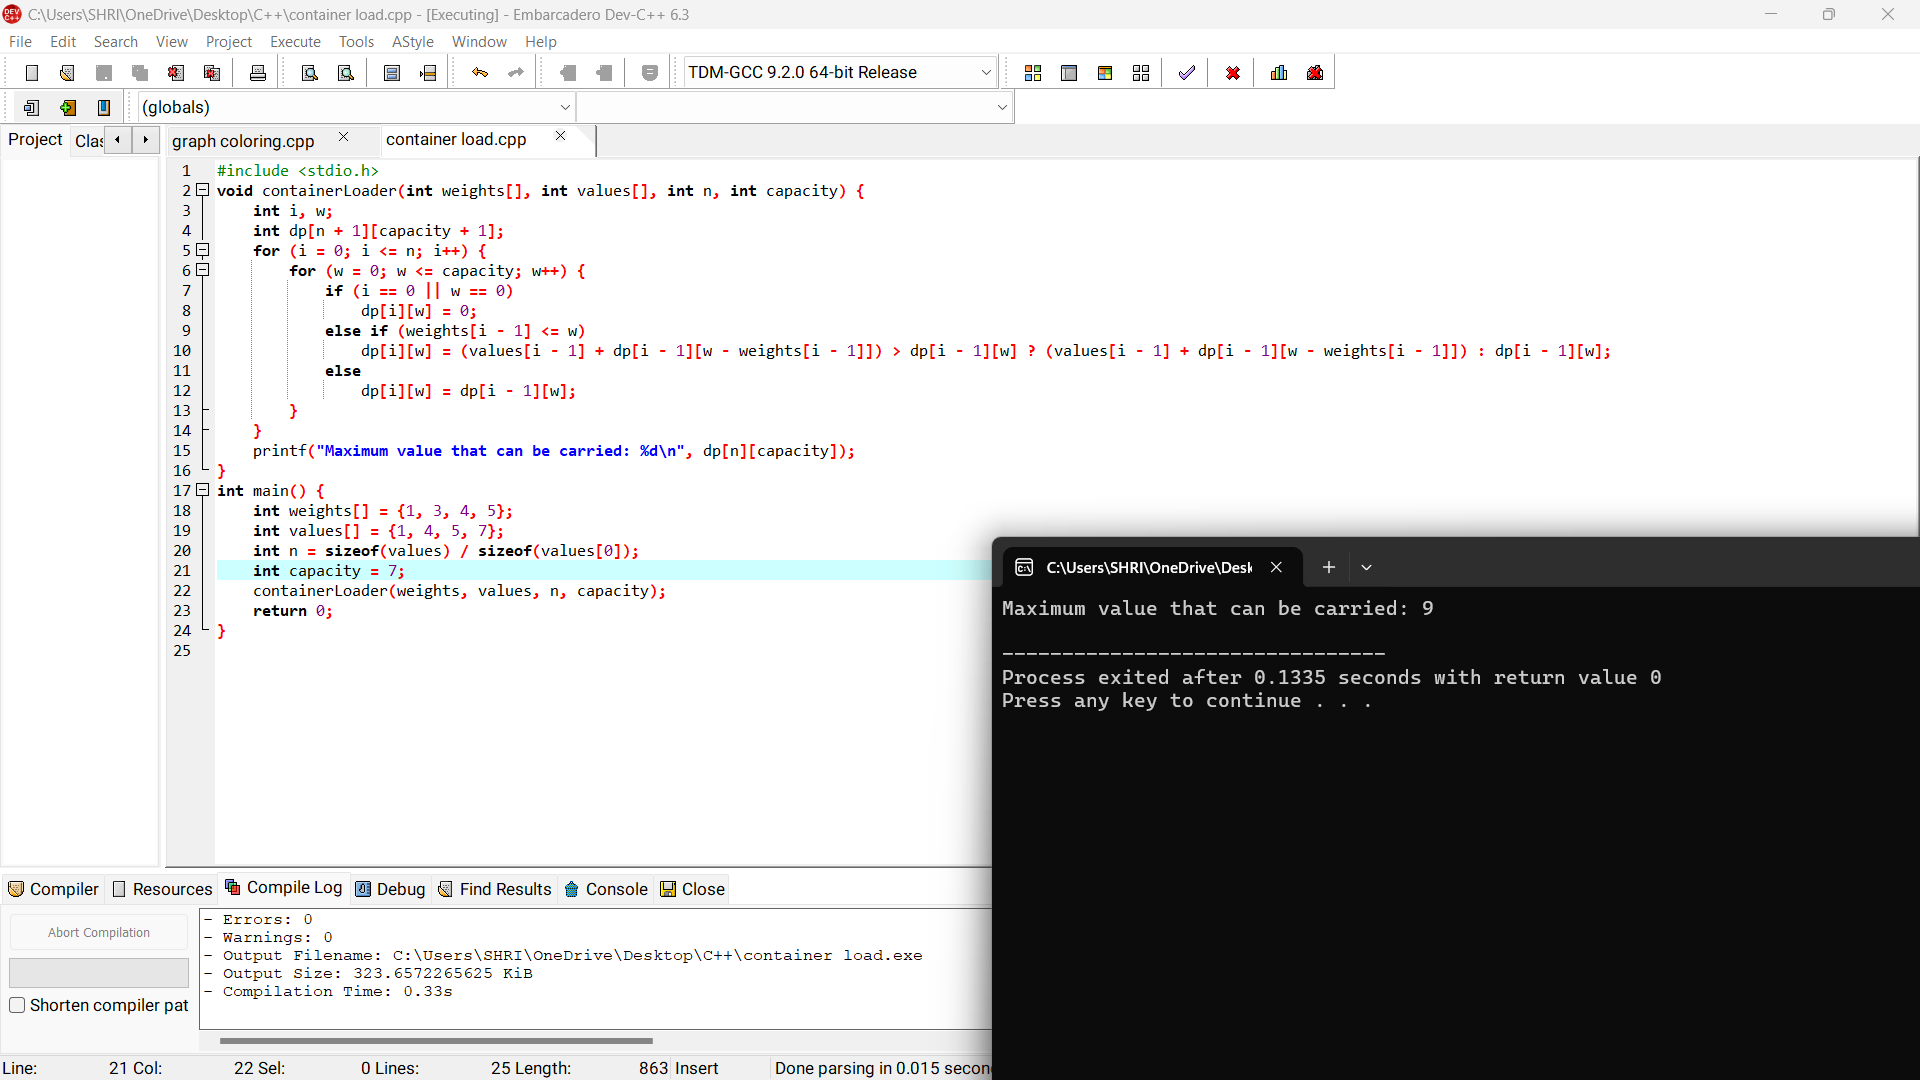 C:\Users\SHRI\OneDrive\Desktop\C++\container load.cpp - [Executing] - Embarcadero Dev-C++ 6.3
File Edit Search View Project Execute Tools AStyle Window Help
TDM-GCC 9.2.0 64-bit Release
(globals)
Project Clas graph coloring.cpp container load.cpp
1 #include <stdio.h>
2 void containerLoader(int weights[], int values[], int n, int capacity) {
3 int i, w;
4 int dp[n + 1][capacity + 1];
5 for (i = 0; i <= n; i++) {
6 for (w = 0; w <= capacity; w++) {
7 if (i == 0 || w == 0)
8 dp[i][w] = 0;
9 else if (weights[i - 1] <= w)
10 dp[i][w] = (values[i - 1] + dp[i - 1][w - weights[i - 1]]) > dp[i - 1][w] ? (values[i - 1] + dp[i - 1][w - weights[i - 1]]) : dp[i - 1][w];
11 else
12 dp[i][w] = dp[i - 1][w];
13 }
14 }
15 printf("Maximum value that can be carried: %d\n", dp[n][capacity]);
16 }
17 int main() {
18 int weights[] = {1, 3, 4, 5};
19 int values[] = {1, 4, 5, 7};
20 int n = sizeof(values) / sizeof(values[0]);
21 int capacity = 7;
22 containerLoader(weights, values, n, capacity);
23 return 0;
24 }
25
C:\Users\SHRI\OneDrive\Desk
Maximum value that can be carried: 9
--------------------------------
Process exited after 0.1335 seconds with return value 0
Press any key to continue . . .
Compiler Resources Compile Log Debug Find Results Console Close
Abort Compilation
Shorten compiler pat
- Errors: 0
- Warnings: 0
- Output Filename: C:\Users\SHRI\OneDrive\Desktop\C++\container load.exe
- Output Size: 323.6572265625 KiB
- Compilation Time: 0.33s
Line: 21 Col: 22 Sel: 0 Lines: 25 Length: 863 Insert Done parsing in 0.015 secon